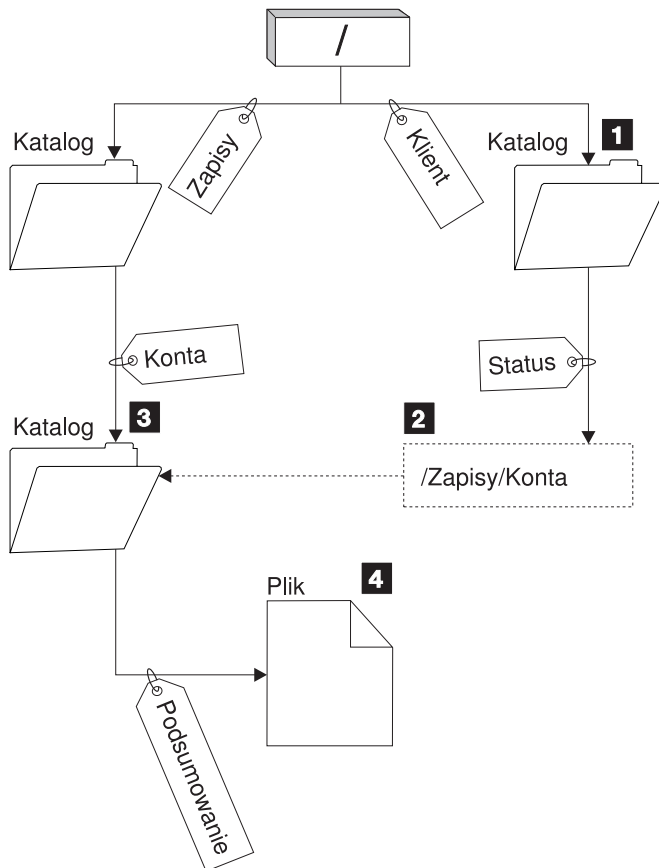 /
Zapisy
Klient
Katalog
Katalog
1
Konta
Status
Katalog
3
2
/Zapisy/Konta
Plik
4
Podsumowanie